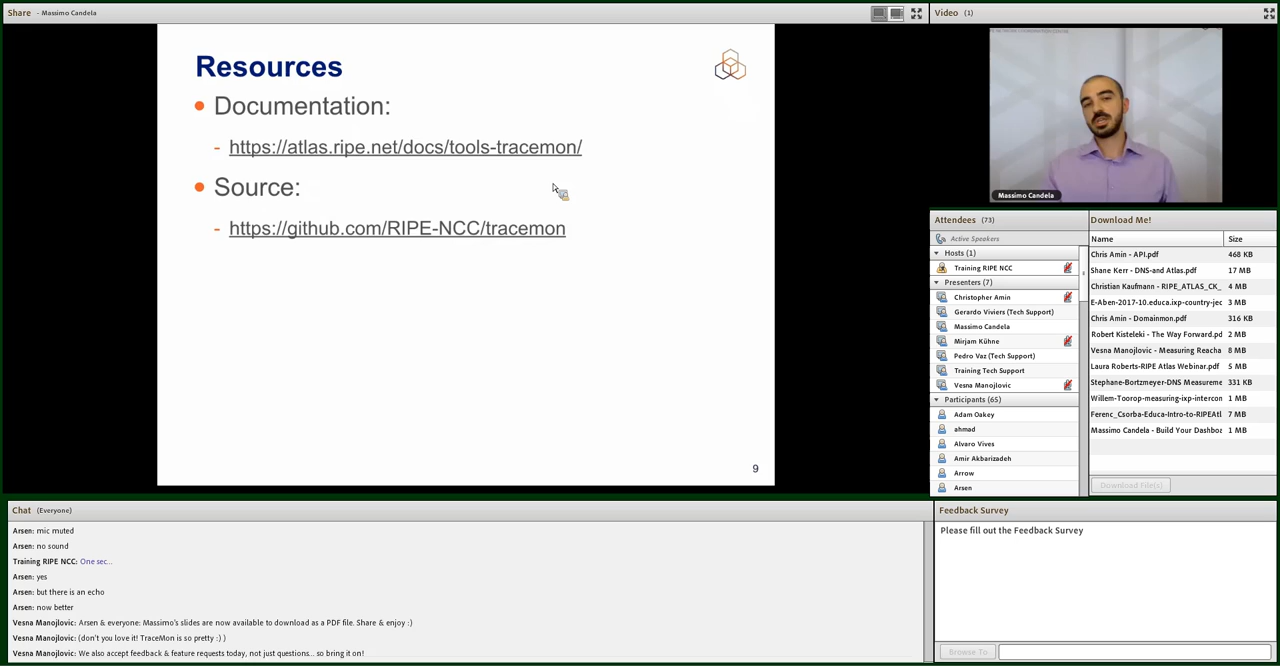 Share - Massimo Candela
Resources
Documentation:
- https://atlas.ripe.net/docs/tools-tracemon/
Source:
- https://github.com/RIPE-NCC/tracemon
9
Video (1)
Massimo Candela
Attendees (73)
Active Speakers
Hosts (1)
Training RIPE NCC
Presenters (7)
Christopher Amin
Gerardo Viviers (Tech Support)
Massimo Candela
Mirjam Kühne
Pedro Vaz (Tech Support)
Training Tech Support
Vesna Manojlovic
Participants (65)
Adam Oakey
ahmad
Alvaro Vives
Amir Akbarizadeh
Arrow
Arsen
Download Me!
Name Size
Chris Amin - API.pdf 468 KB
Shane Kerr - DNS-and Atlas.pdf 17 MB
Christian Kaufmann - RIPE_ATLAS_CK_ 4 MB
E-Aben-2017-10.educa.ixp-country-jec 3 MB
Chris Amin - Domainmon.pdf 316 KB
Robert Kisteleki - The Way Forward.pd 2 MB
Vesna Manojlovic - Measuring Reacha 8 MB
Laura Roberts-RIPE Atlas Webinar.pdf 5 MB
Stephane-Bortzmeyer-DNS Measureme 331 KB
Willem-Toorop-measuring-ixp-intercon 1 MB
Ferenc_Csorba-Educa-Intro-to-RIPEAtl 7 MB
Massimo Candela - Build Your Dashboa 1 MB
Download File(s)
Chat (Everyone)
Arsen: mic muted
Arsen: no sound
Training RIPE NCC: One sec...
Arsen: yes
Arsen: but there is an echo
Arsen: now better
Vesna Manojlovic: Arsen & everyone: Massimo's slides are now available to download as a PDF file. Share & enjoy :)
Vesna Manojlovic: (don't you love it! TraceMon is so pretty :) )
Vesna Manojlovic: We also accept feedback & feature requests today, not just questions... so bring it on!
Feedback Survey
Please fill out the Feedback Survey
Browse To